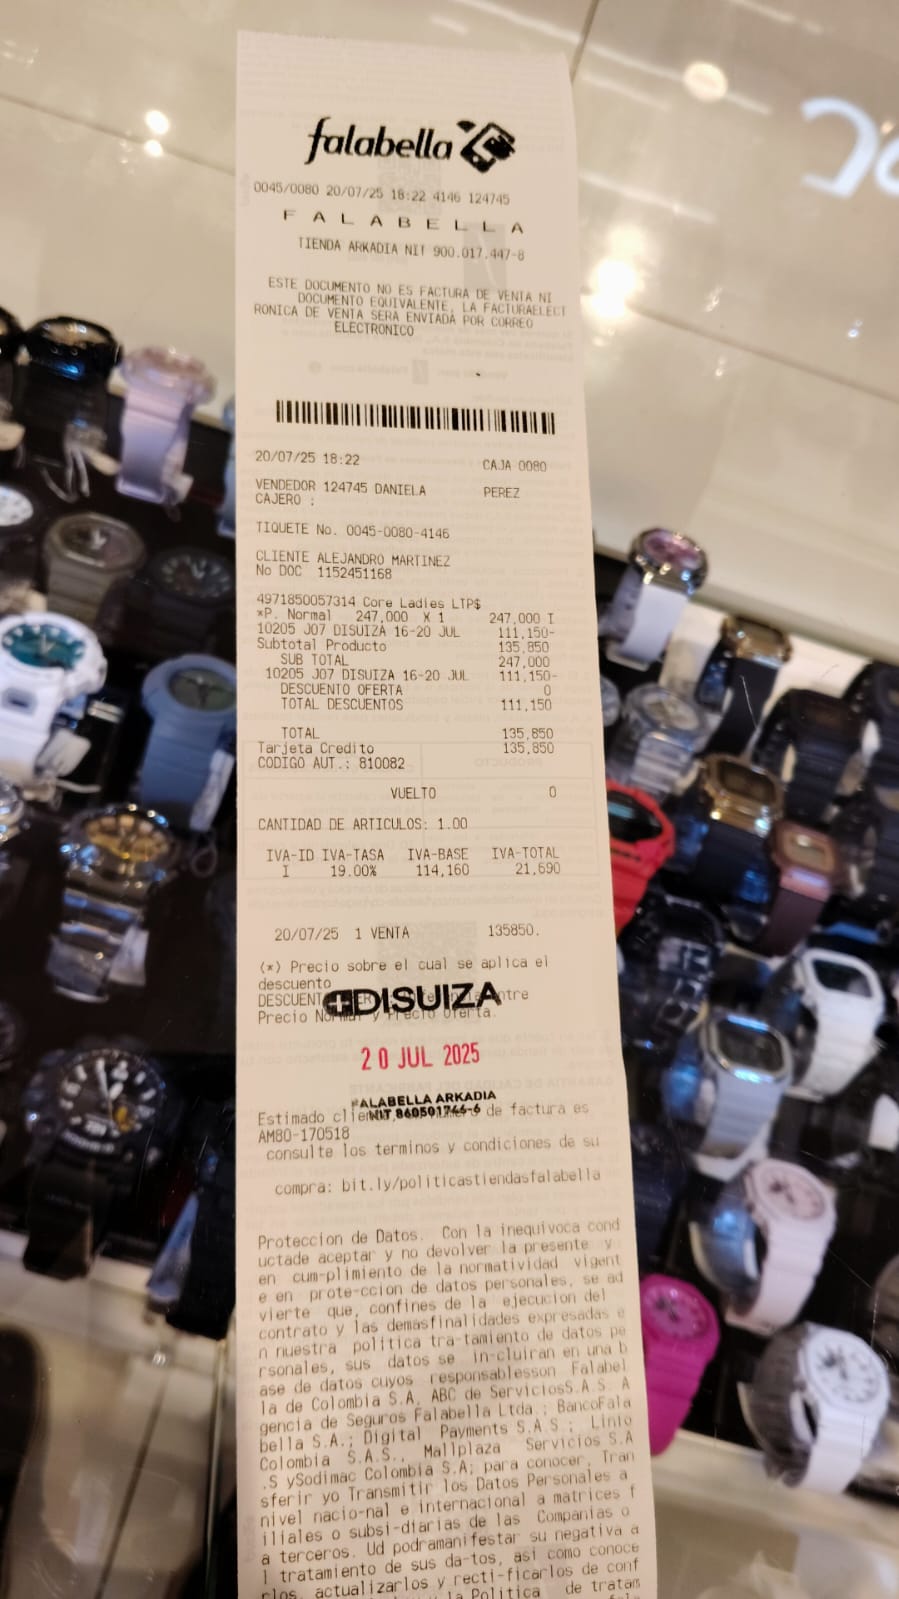 falabella
0045/0080 20/07/25 18:22 4146 124745
F A L A B E L L A
TIENDA ARKADIA NIT 900.017.447-8
ESTE DOCUMENTO NO ES FACTURA DE VENTA NI
DOCUMENTO EQUIVALENTE, LA FACTURAELECT
RONICA DE VENTA SERA ENVIADA POR CORREO
ELECTRONICO
20/07/25 18:22 CAJA 0080
VENDEDOR 124745 DANIELA PEREZ
CAJERO :
TIQUETE No. 0045-0080-4146
CLIENTE ALEJANDRO MARTINEZ
No DOC 1152451168
4971850057314 Core Ladies LTP$
*P. Normal 247,000 X 1 247,000 I
10205 J07 DISUIZA 16-20 JUL 111,150-
Subtotal Producto 135,850
SUB TOTAL 247,000
10205 J07 DISUIZA 16-20 JUL 111,150-
DESCUENTO OFERTA 0
TOTAL DESCUENTOS 111,150
TOTAL 135,850
Tarjeta Credito 135,850
CODIGO AUT.: 810082
VUELTO 0
CANTIDAD DE ARTICULOS: 1.00
IVA-ID IVA-TASA IVA-BASE IVA-TOTAL
I 19.00% 114,160 21,690
20/07/25 1 VENTA 135850.
(*) Precio sobre el cual se aplica el
descuento
DESCUENT
DISUIZA
ntre
Precio Normal y Precio Oferta.
20 JUL 2025
FALABELLA ARKADIA
NIT 860501744-6
Estimado de factura es
AM80-170518
consulte los terminos y condiciones de su
compra: bit.ly/politicastiendasfalabella
Proteccion de Datos. Con la inequivoca cond
uctade aceptar y no devolver la presente y
en cum-plimiento de la normatividad vigent
e en prote-ccion de datos personales, se ad
vierte que, confines de la ejecucion del
contrato y las demasfinalidades expresadas e
n nuestra politica tra-tamiento de datos pe
rsonales, sus datos se in-cluiran en una b
ase de datos cuyos responsablesson Falabel
la de Colombia S.A, ABC de ServiciosS.A.S. A
gencia de Seguros Falabella Ltda.; BancoFala
bella S.A.; Digital Payments S.A.S.; Linio
Colombia S.A.S., Mallplaza Servicios S.A
.S ySodimac Colombia S.A; para conocer, Tran
sferir yo Transmitir los Datos Personales a
nivel nacio-nal e internacional a matrices f
iliales o subsi-diarias de las Companias o
a terceros. Ud podramanifestar su negativa a
l tratamiento de sus da-tos, asi como conoce
rlos, actualizarlos y recti-ficarlos de conf
la Politica de tratam